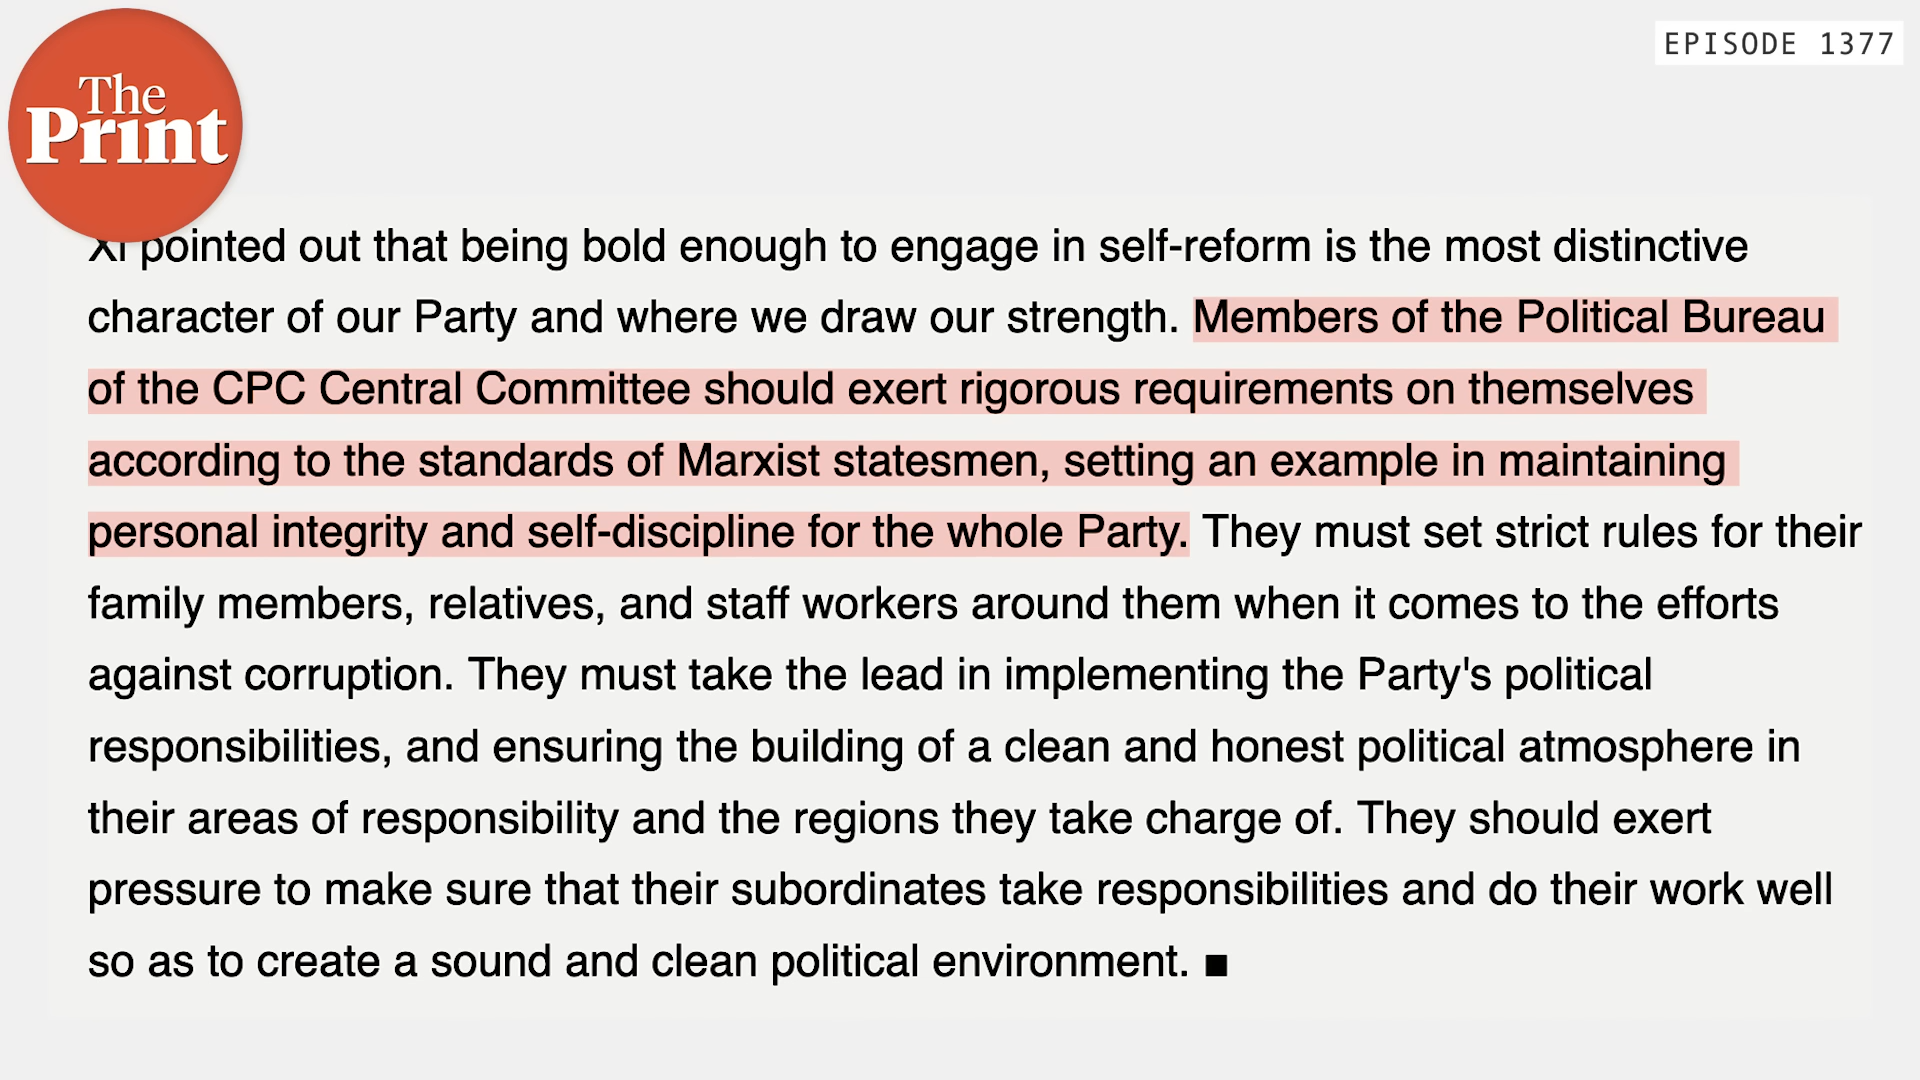 The
Print
EPISODE 1377
Xi pointed out that being bold enough to engage in self-reform is the most distinctive
character of our Party and where we draw our strength. Members of the Political Bureau
of the CPC Central Committee should exert rigorous requirements on themselves
according to the standards of Marxist statesmen, setting an example in maintaining
personal integrity and self-discipline for the whole Party. They must set strict rules for their
family members, relatives, and staff workers around them when it comes to the efforts
against corruption. They must take the lead in implementing the Party's political
responsibilities, and ensuring the building of a clean and honest political atmosphere in
their areas of responsibility and the regions they take charge of. They should exert
pressure to make sure that their subordinates take responsibilities and do their work well
so as to create a sound and clean political environment. ■